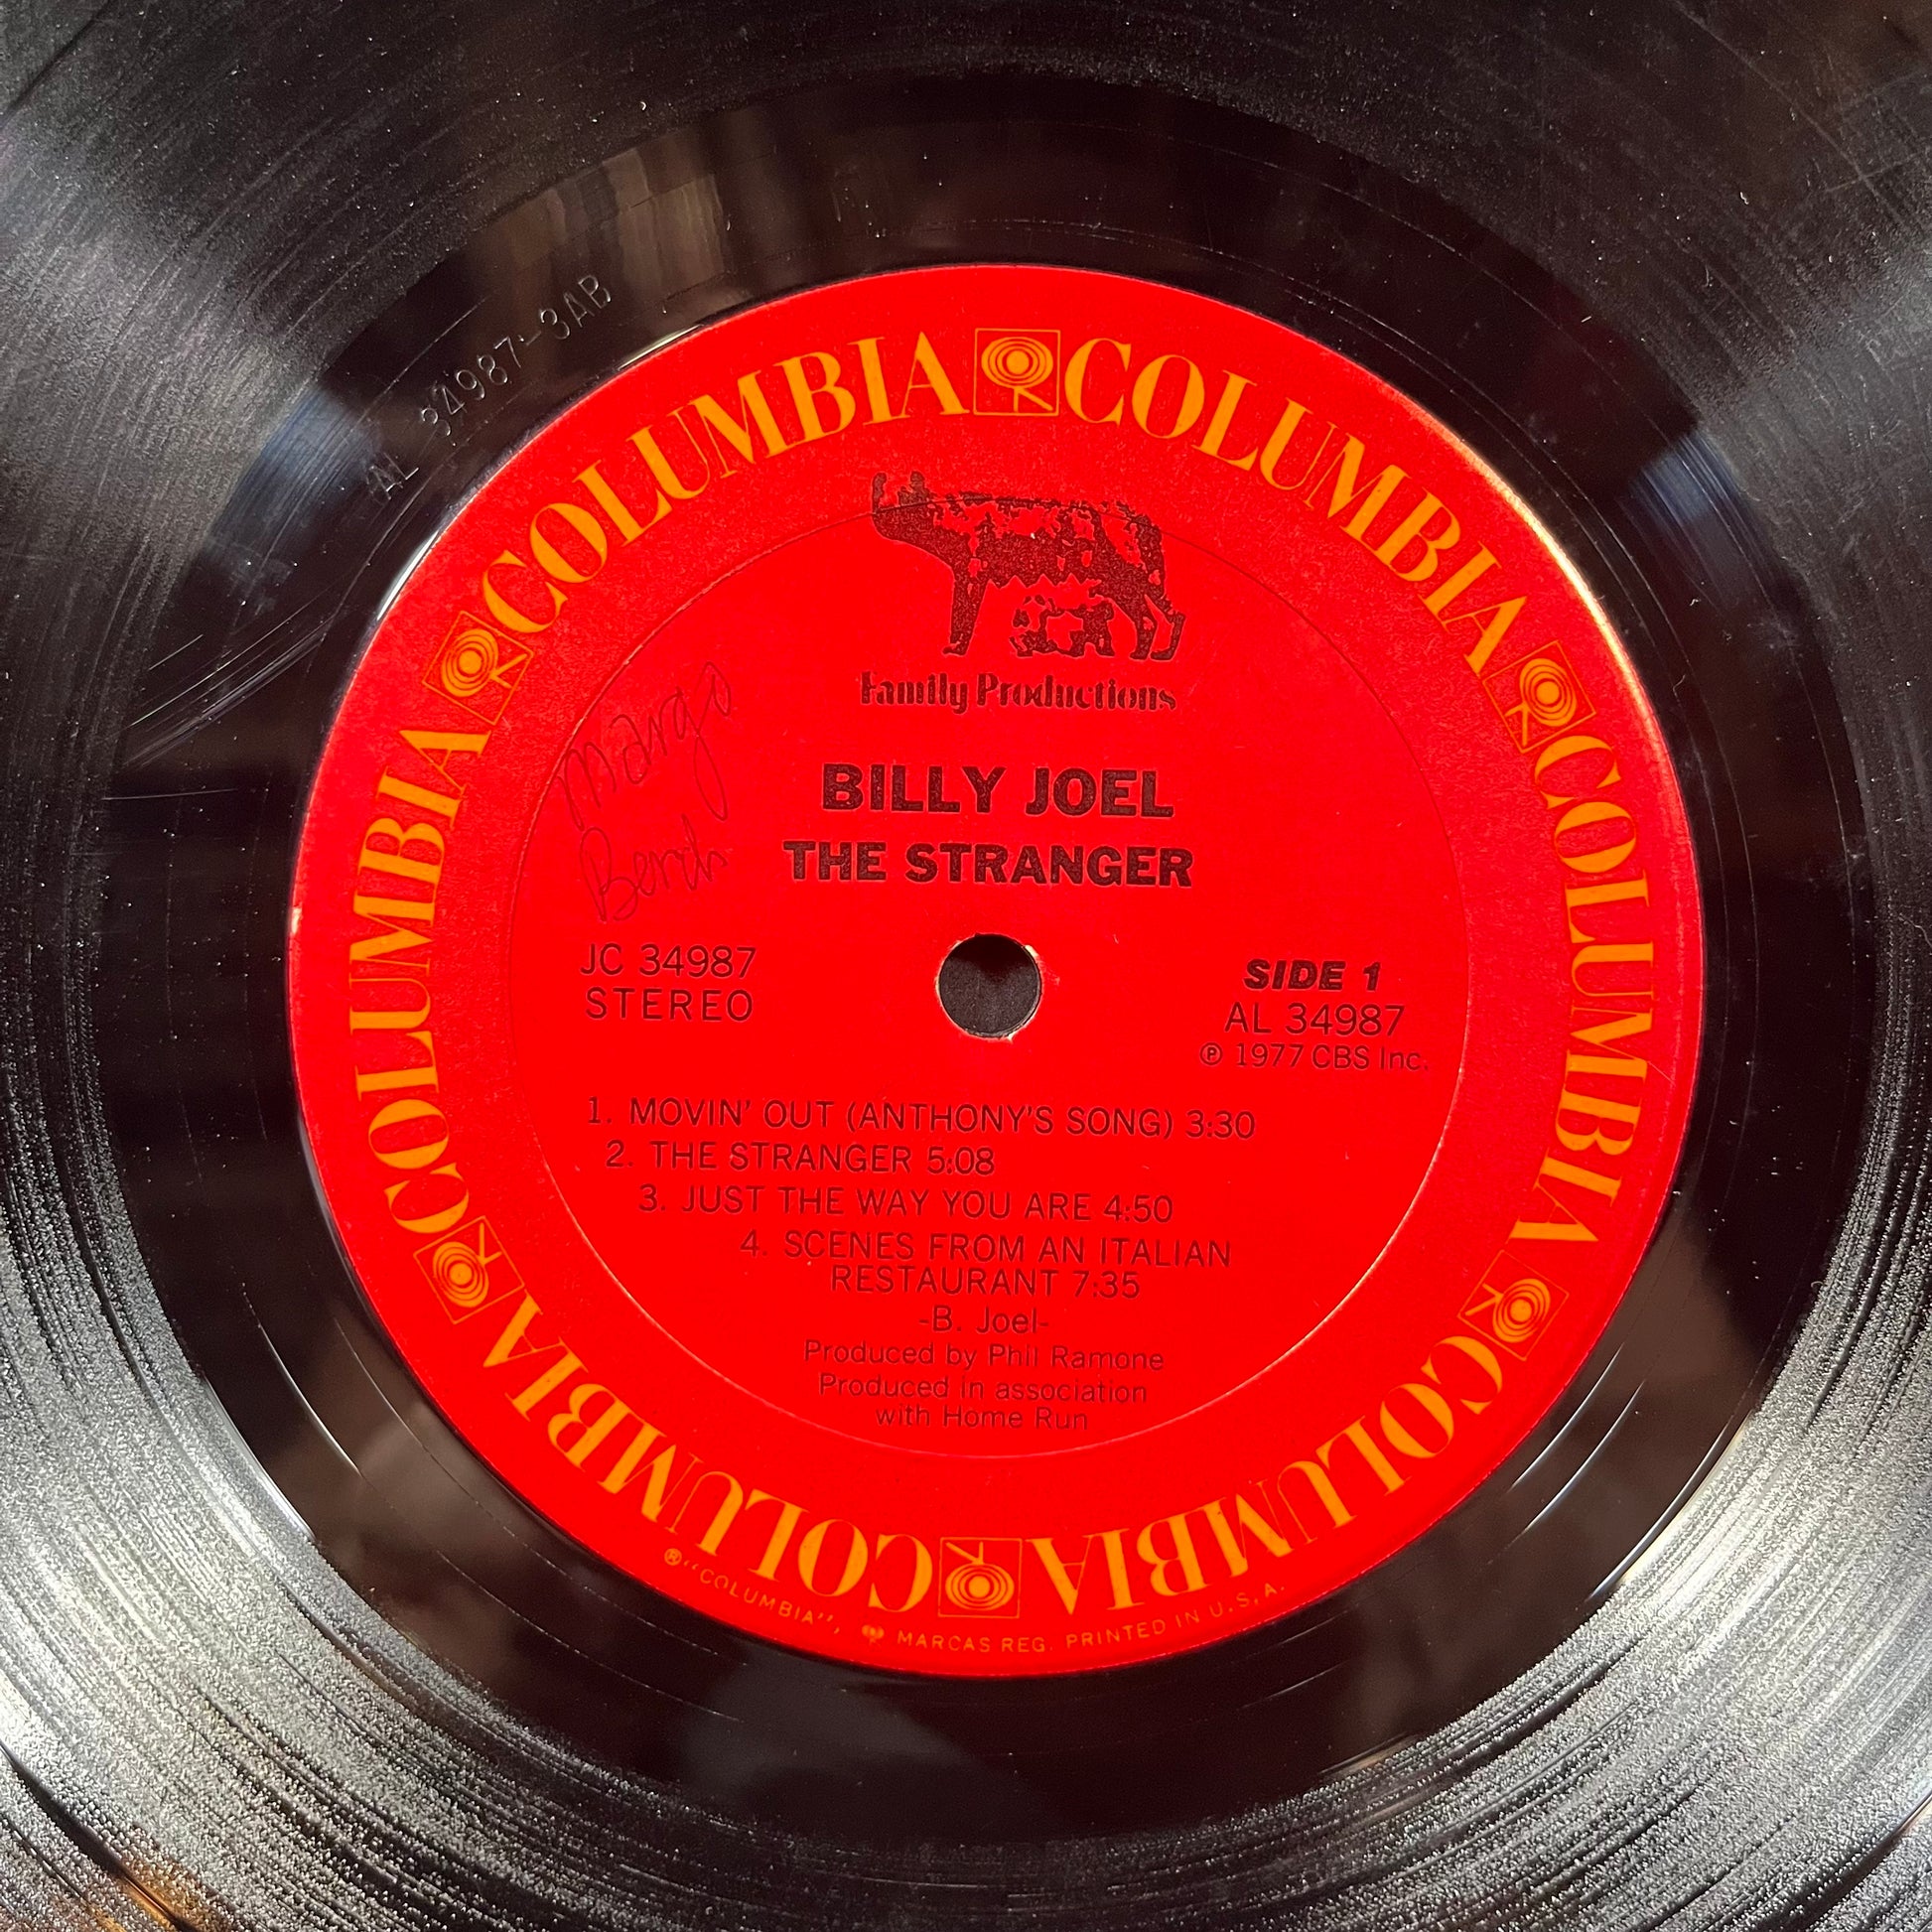 AL 34987-3AB
COLUMBIA COLUMBIA COLUMBIA COLUMBIA COLUMBIA COLUMBIA
Family Productions
BILLY JOEL
THE STRANGER
Margo
JC 34987
STEREO
SIDE 1
AL 34987
℗ 1977 CBS Inc.
1. MOVIN' OUT (ANTHONY'S SONG) 3:30
2. THE STRANGER 5:08
3. JUST THE WAY YOU ARE 4:50
4. SCENES FROM AN ITALIAN
RESTAURANT 7:35
-B. Joel-
Produced by Phil Ramone
Produced in association
with Home Run
® "COLUMBIA", MARCAS REG. PRINTED IN U.S.A.